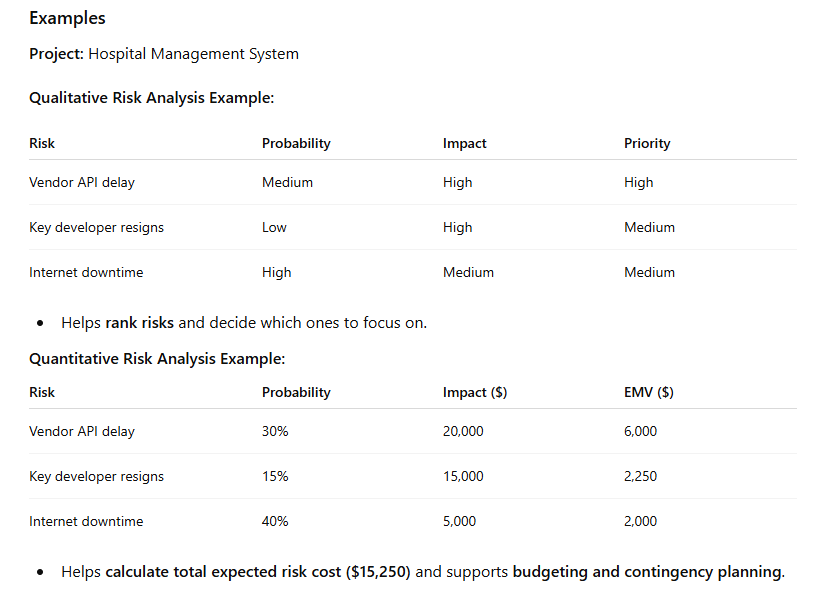 Examples
Project: Hospital Management System
Qualitative Risk Analysis Example:
Risk Probability Impact Priority
Vendor API delay Medium High High
Key developer resigns Low High Medium
Internet downtime High Medium Medium
• Helps rank risks and decide which ones to focus on.
Quantitative Risk Analysis Example:
Risk Probability Impact ($) EMV ($)
Vendor API delay 30% 20,000 6,000
Key developer resigns 15% 15,000 2,250
Internet downtime 40% 5,000 2,000
• Helps calculate total expected risk cost ($15,250) and supports budgeting and contingency planning.